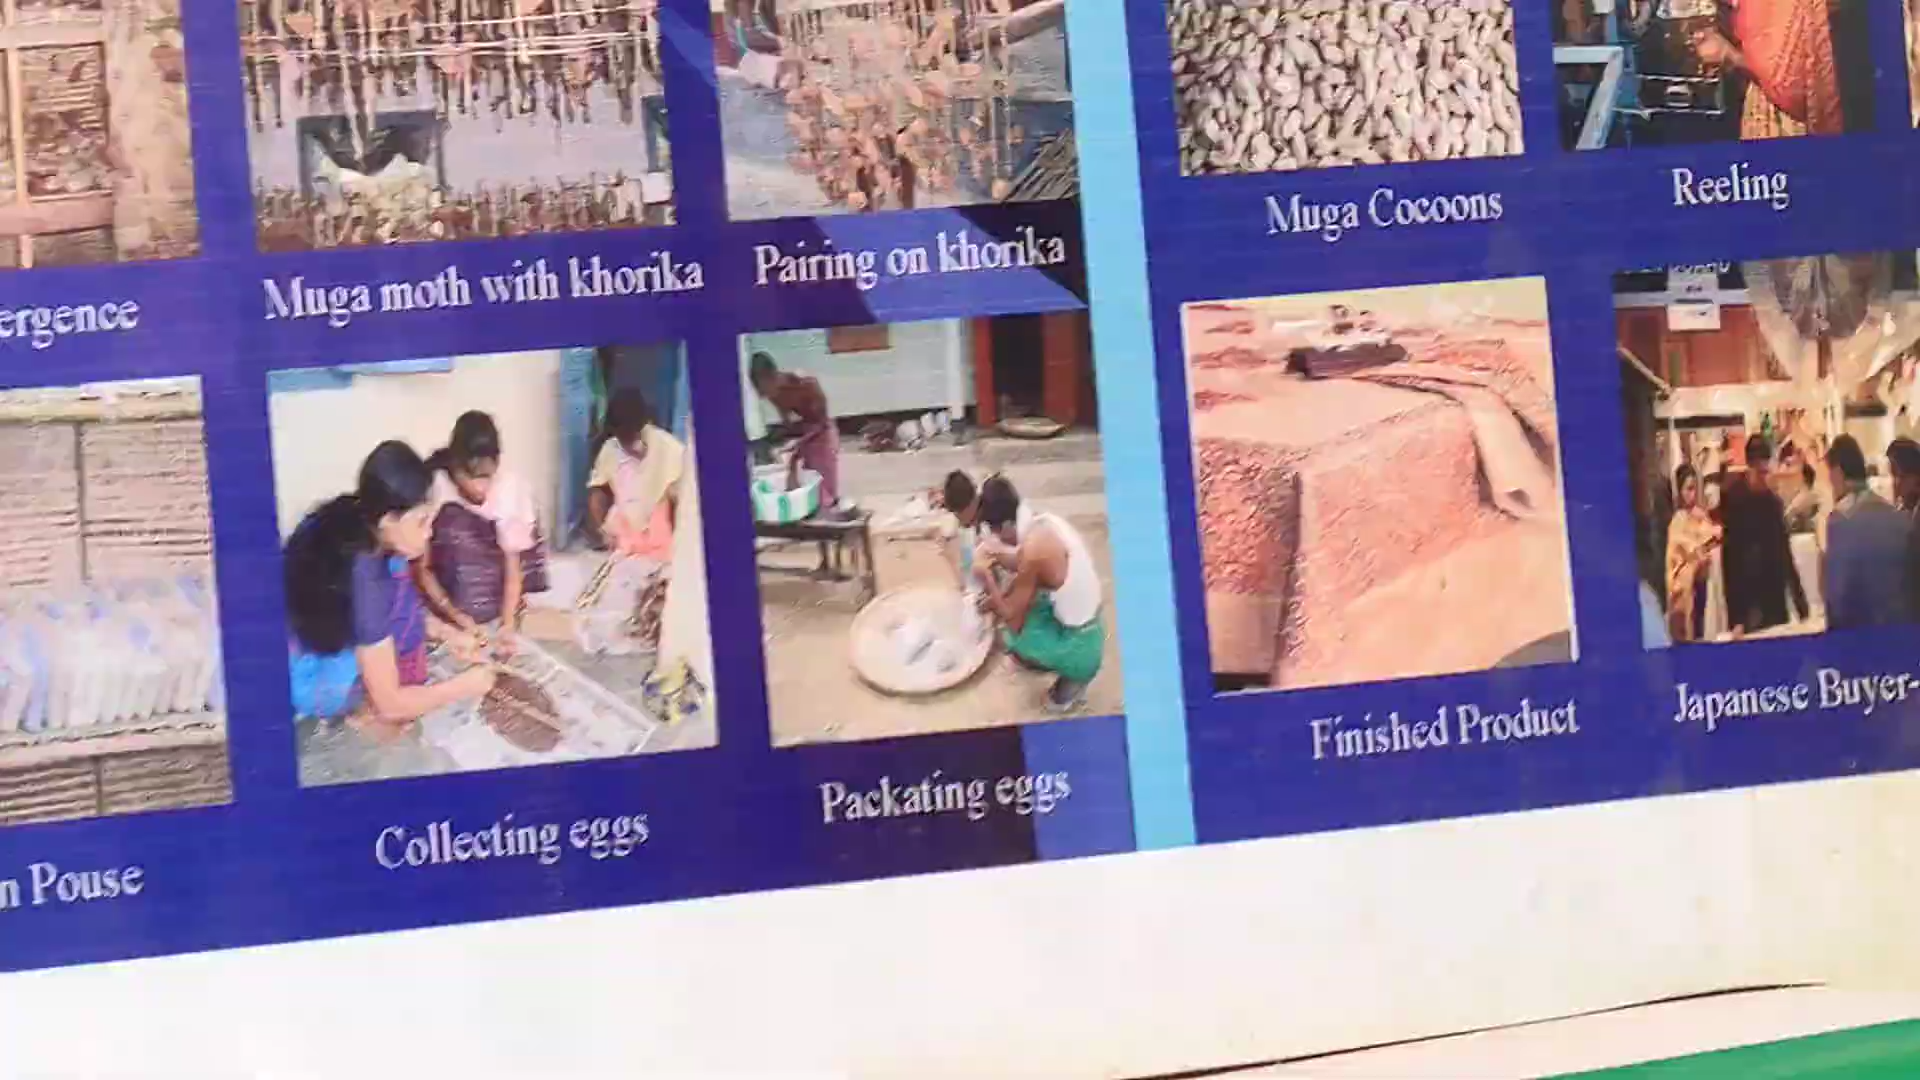 ergence
Muga moth with khorika
Pairing on khorika
Muga Cocoons
Reeling
n Pouse
Collecting eggs
Packating eggs
Finished Product
Japanese Buyer-